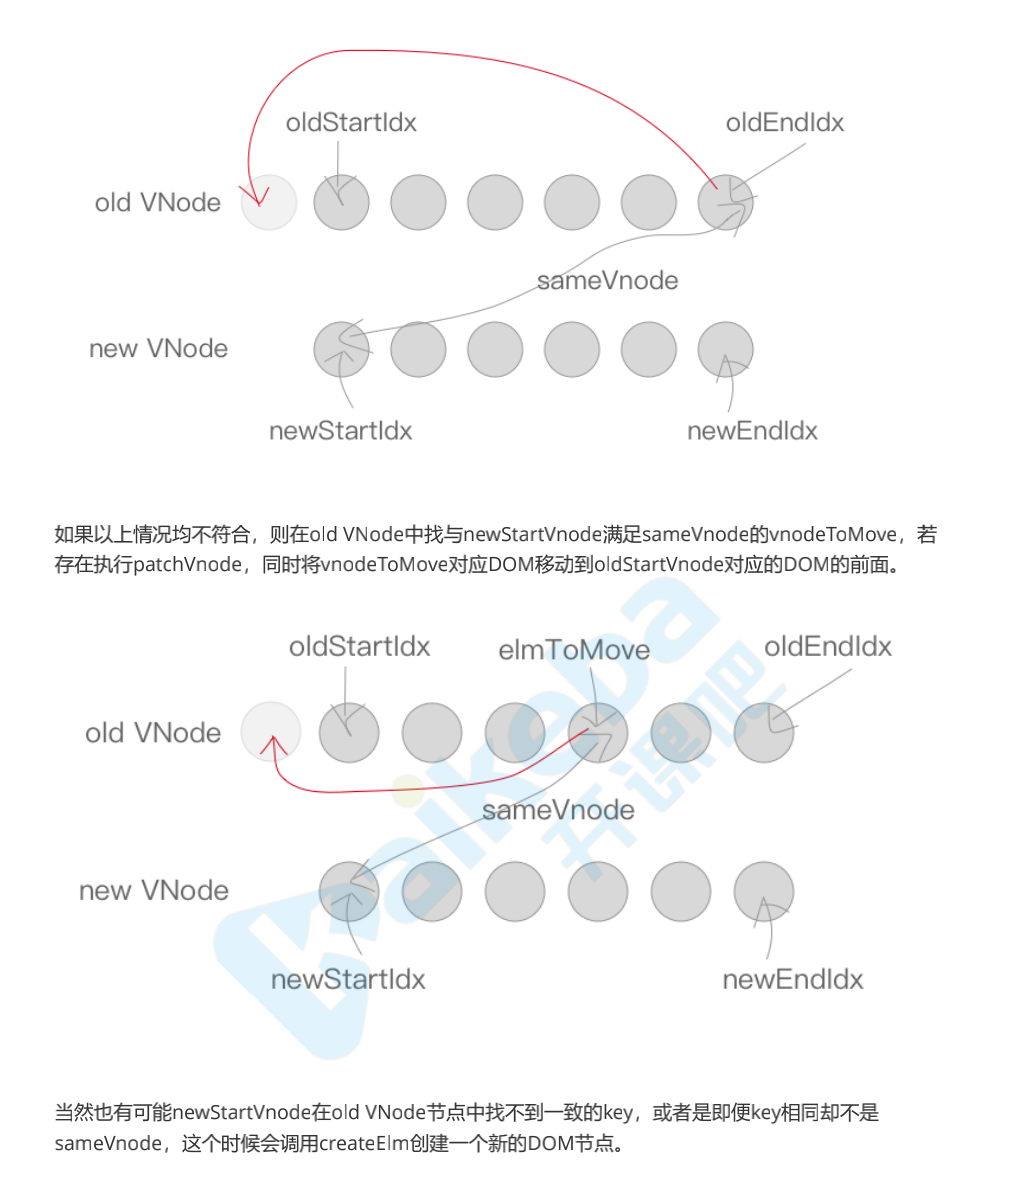 oldStartIdx
oldEndIdx
old VNode
sameVnode
new VNode
newStartIdx
newEndIdx
如果以上情况均不符合，则在old VNode中找与newStartVnode满足sameVnode的vnodeToMove，若
存在执行patchVnode，同时将vnodeToMove对应DOM移动到oldStartVnode对应的DOM的前面。
oldStartIdx
elmToMove
oldEndIdx
old VNode
sameVnode
new VNode
newStartIdx
newEndIdx
kaikeba
开课吧
当然也有可能newStartVnode在old VNode节点中找不到一致的key，或者是即便key相同却不是
sameVnode，这个时候会调用createElm创建一个新的DOM节点。